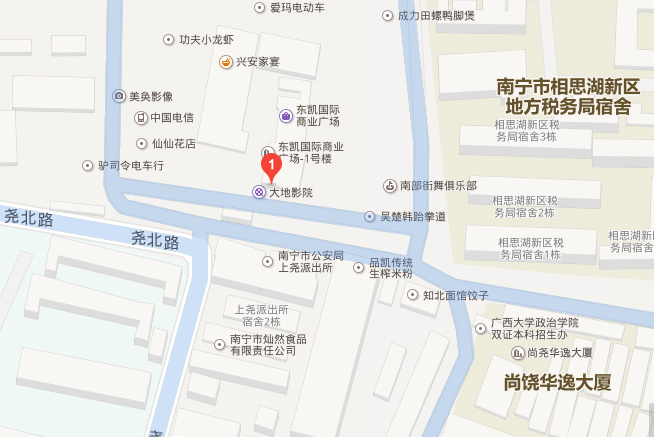 爱玛电动车
成力田螺鸭脚煲
功夫小龙虾
兴安家宴
南宁市相思湖新区
地方税务局宿舍
美奂影像
东凯国际
商业广场
中国电信
相思湖新区税
务局宿舍3栋
仙仙花店
东凯国际商业
广场-1号楼
驴司令电车行
1
大地影院
南部街舞俱乐部
相思湖新区税
务局宿舍2栋
尧北路
吴楚韩跆拳道
尧北路
相思湖新区税
务局宿舍1栋
相思湖
务局宿
南宁市公安局
上尧派出所
品凯传统
生榨米粉
知北面馆饺子
上尧派出所
宿舍2栋
广西大学政治学院
双证本科招生办
南宁市灿然食品
有限责任公司
尚尧华逸大厦
尚饶华逸大厦